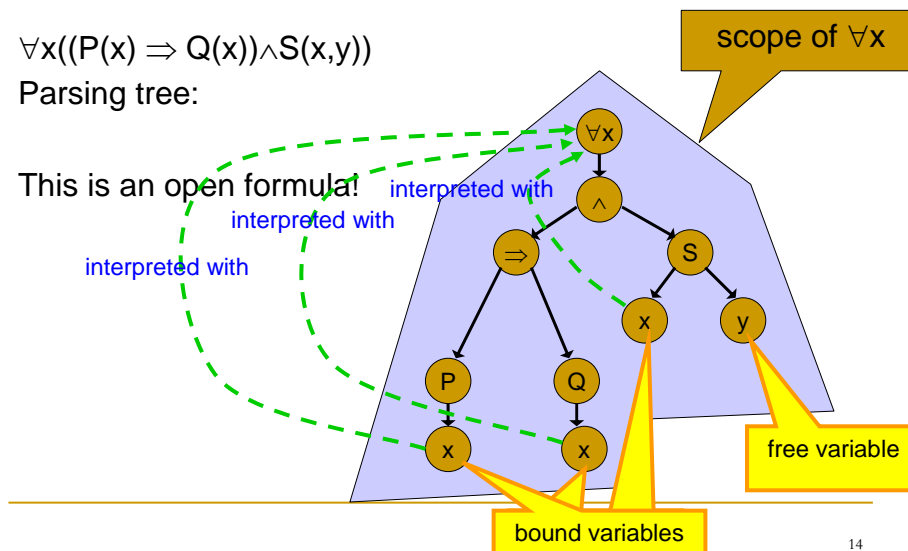 ∀x((P(x) ⇒ Q(x))∧S(x,y))
scope of ∀x
Parsing tree:
∀x
This is an open formula!
interpreted with
∧
interpreted with
⇒
S
interpreted with
x
y
P
Q
x
x
free variable
bound variables
14